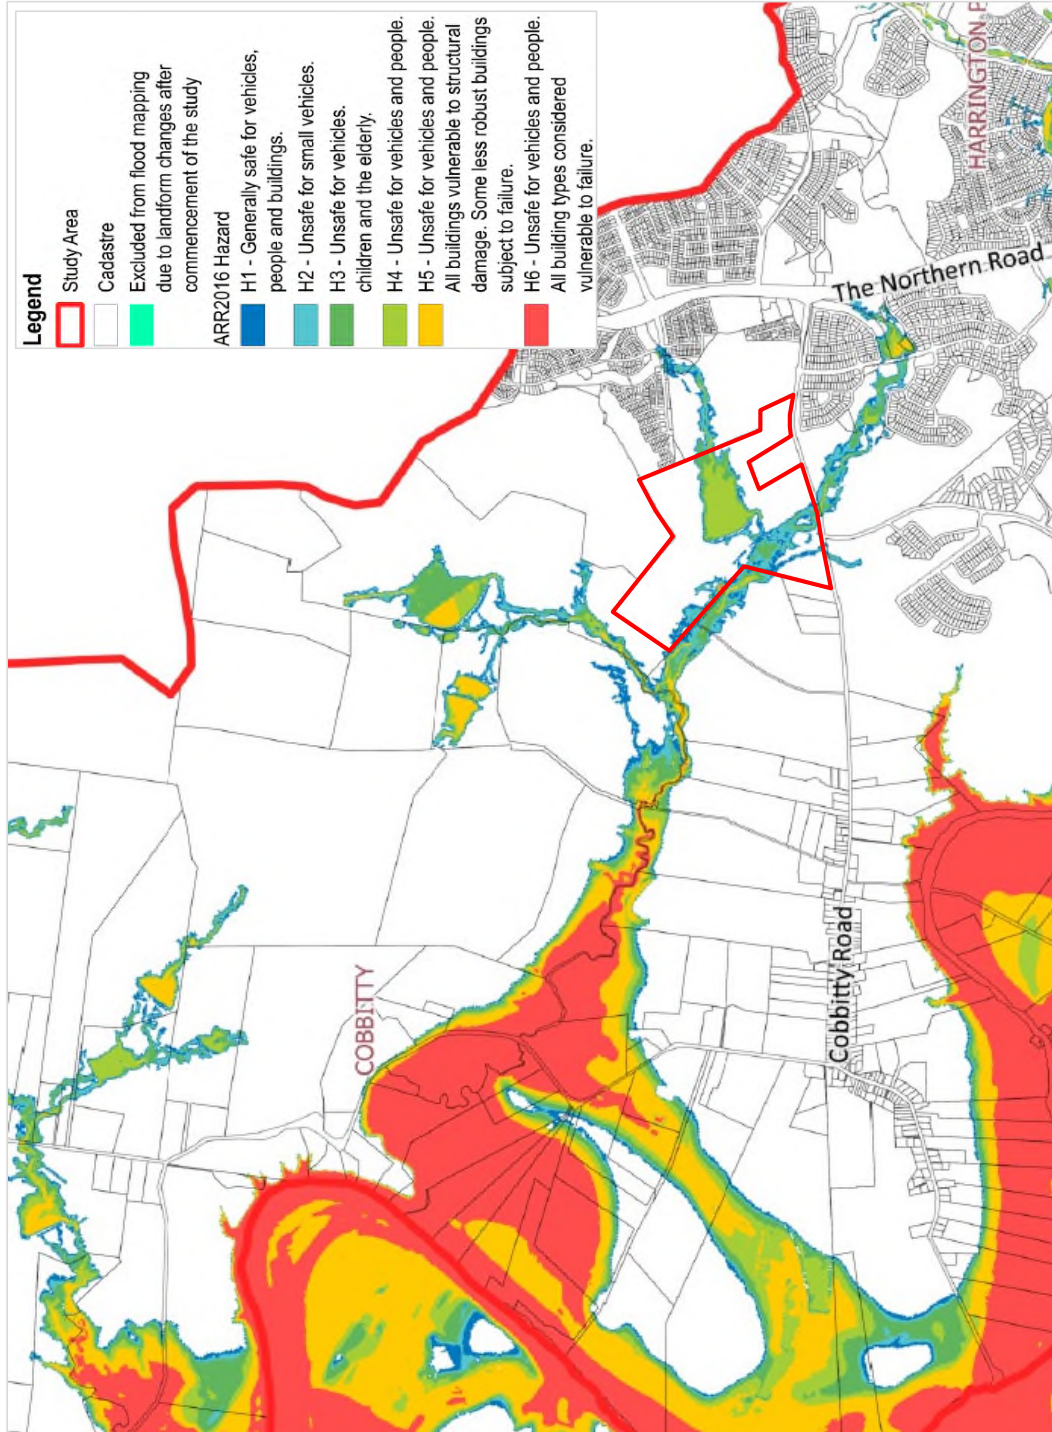 Legend
Study Area
Cadastre
Excluded from flood mapping
due to landform changes after
commencement of the study
ARR2016 Hazard
H1 - Generally safe for vehicles,
people and buildings.
H2 - Unsafe for small vehicles.
H3 - Unsafe for vehicles.
children and the elderly.
H4 - Unsafe for vehicles and people.
H5 - Unsafe for vehicles and people.
All buildings vulnerable to structural
damage. Some less robust buildings
subject to failure.
H6 - Unsafe for vehicles and people.
All building types considered
vulnerable to failure.
HARRINGTON P
The Northern Road
COBBITTY
Cobbitty Road